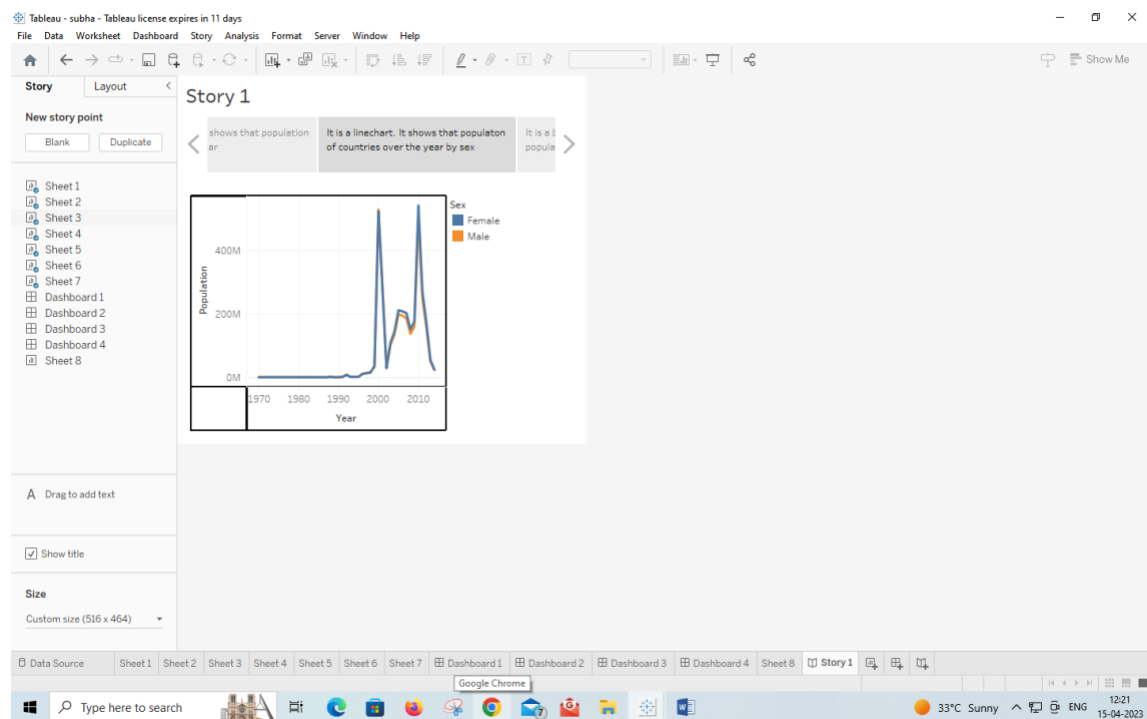 Tableau - subha - Tableau license expires in 11 days
File Data Worksheet Dashboard Story Analysis Format Server Window Help
Show Me
Story Layout
New story point
Blank Duplicate
Sheet 1
Sheet 2
Sheet 3
Sheet 4
Sheet 5
Sheet 6
Sheet 7
Dashboard 1
Dashboard 2
Dashboard 3
Dashboard 4
Sheet 8
A Drag to add text
Show title
Size
Custom size (516 x 464)
Story 1
shows that population
ar
It is a linechart. It shows that populaton
of countries over the year by sex
It is a b
popula
Sex
Female
Male
Population
400M
200M
0M
1970 1980 1990 2000 2010
Year
Data Source Sheet 1 Sheet 2 Sheet 3 Sheet 4 Sheet 5 Sheet 6 Sheet 7 Dashboard 1 Dashboard 2 Dashboard 3 Dashboard 4 Sheet 8 Story 1
Google Chrome
Type here to search
7
G
33°C Sunny ENG
12:21
15-04-2023